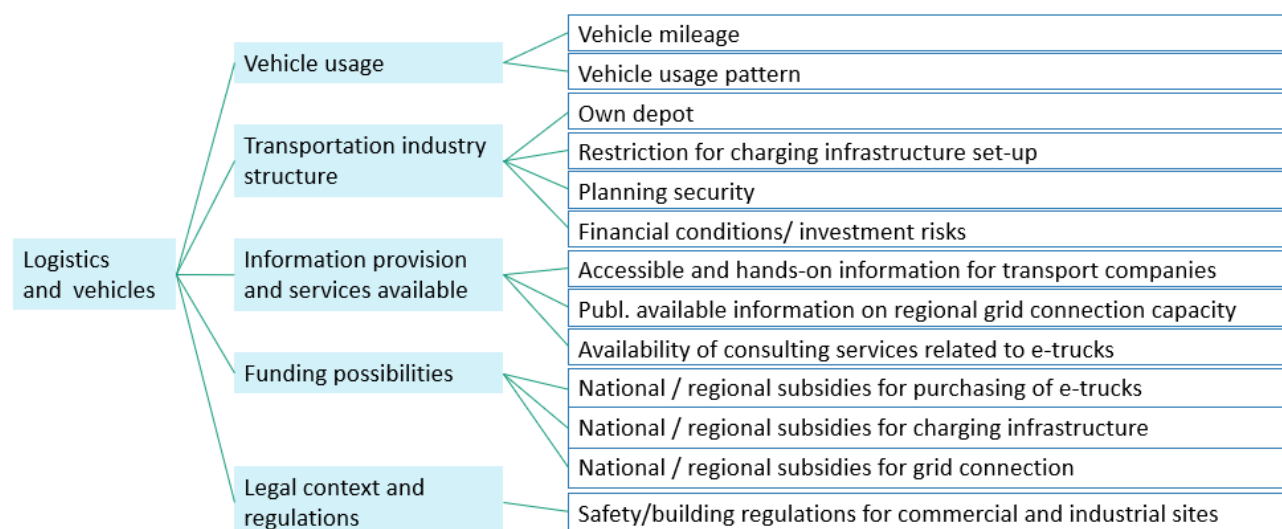 Logistics
and vehicles
Vehicle usage
Vehicle mileage
Vehicle usage pattern
Transportation industry
structure
Own depot
Restriction for charging infrastructure set-up
Planning security
Financial conditions/ investment risks
Information provision
and services available
Accessible and hands-on information for transport companies
Publ. available information on regional grid connection capacity
Availability of consulting services related to e-trucks
Funding possibilities
National / regional subsidies for purchasing of e-trucks
National / regional subsidies for charging infrastructure
National / regional subsidies for grid connection
Legal context and
regulations
Safety/building regulations for commercial and industrial sites